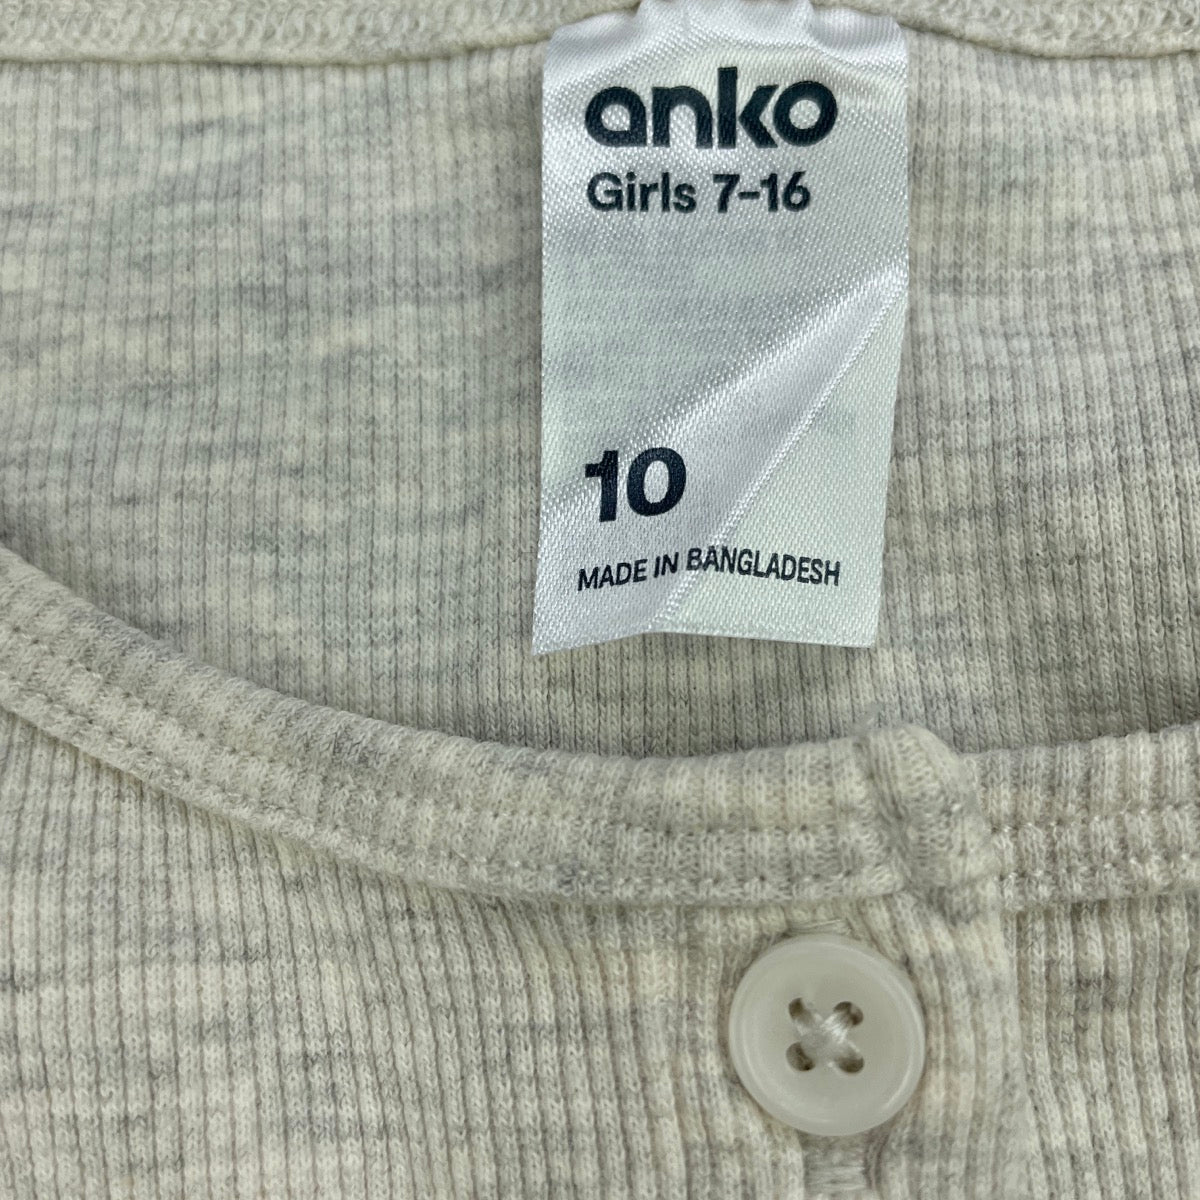 anko
Girls 7-16
10
MADE IN BANGLADESH